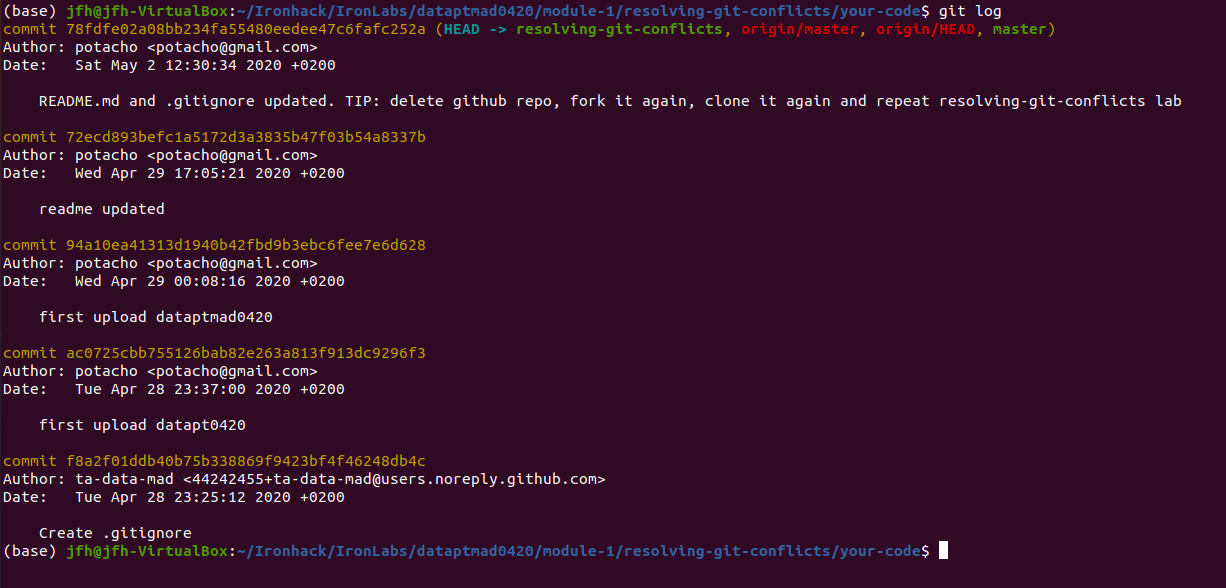 (base) jfh@jfh-VirtualBox:~/Ironhack/IronLabs/dataptmad0420/module-1/resolving-git-conflicts/your-code$ git log
commit 78fdfe02a08bb234fa55480eedee47c6fafc252a (HEAD -> resolving-git-conflicts, origin/master, origin/HEAD, master)
Author: potacho <potacho@gmail.com>
Date:   Sat May 2 12:30:34 2020 +0200
    README.md and .gitignore updated. TIP: delete github repo, fork it again, clone it again and repeat resolving-git-conflicts lab
commit 72ecd893befc1a5172d3a3835b47f03b54a8337b
Author: potacho <potacho@gmail.com>
Date:   Wed Apr 29 17:05:21 2020 +0200
    readme updated
commit 94a10ea41313d1940b42fbd9b3ebc6fee7e6d628
Author: potacho <potacho@gmail.com>
Date:   Wed Apr 29 00:08:16 2020 +0200
    first upload dataptmad0420
commit ac0725cbb755126bab82e263a813f913dc9296f3
Author: potacho <potacho@gmail.com>
Date:   Tue Apr 28 23:37:00 2020 +0200
    first upload datapt0420
commit f8a2f01ddb40b75b338869f9423bf4f46248db4c
Author: ta-data-mad <44242455+ta-data-mad@users.noreply.github.com>
Date:   Tue Apr 28 23:25:12 2020 +0200
    Create .gitignore
(base) jfh@jfh-VirtualBox:~/Ironhack/IronLabs/dataptmad0420/module-1/resolving-git-conflicts/your-code$